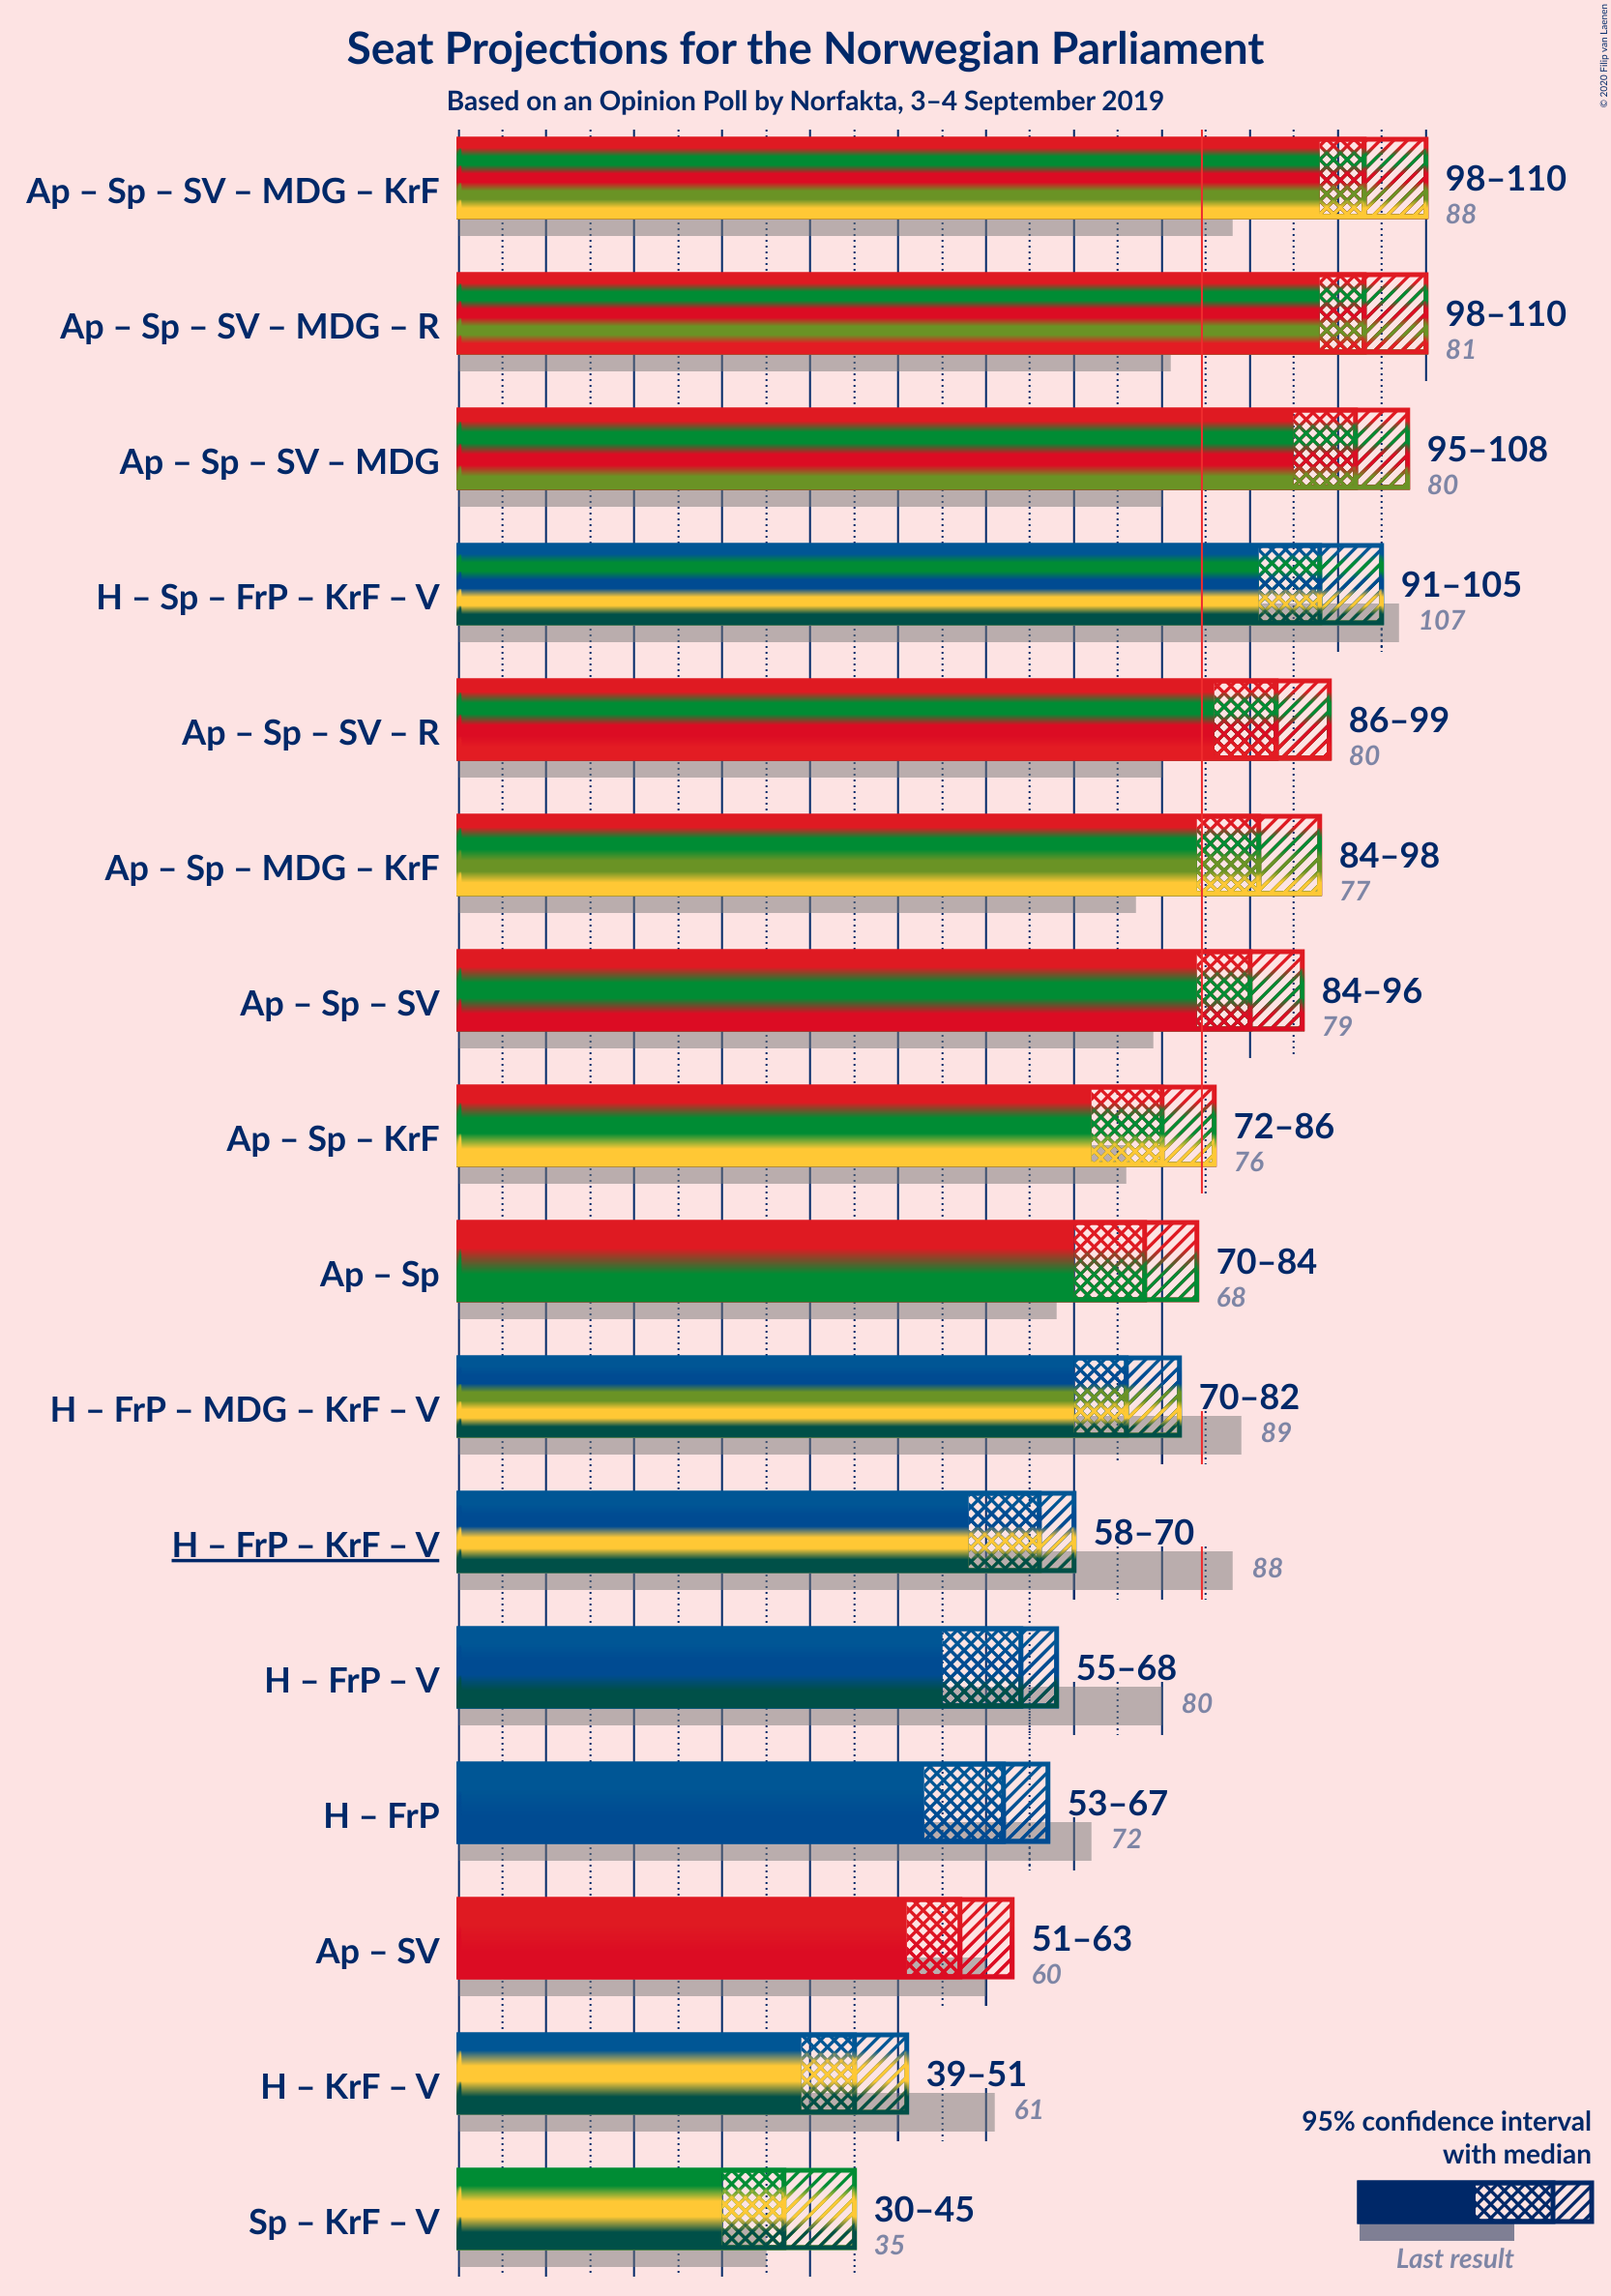 Seat Projections for the Norwegian Parliament
Based on an Opinion Poll by Norfakta, 3–4 September 2019
© 2020 Filip van Laenen
Ap – Sp – SV – MDG – KrF
98–110
88
Ap – Sp – SV – MDG – R
98–110
81
Ap – Sp – SV – MDG
95–108
80
H – Sp – FrP – KrF – V
91–105
107
Ap – Sp – SV – R
86–99
80
Ap – Sp – MDG – KrF
84–98
77
Ap – Sp – SV
84–96
79
Ap – Sp – KrF
72–86
76
Ap – Sp
70–84
68
H – FrP – MDG – KrF – V
70–82
89
H – FrP – KrF – V
58–70
88
H – FrP – V
55–68
80
H – FrP
53–67
72
Ap – SV
51–63
60
H – KrF – V
39–51
61
Sp – KrF – V
30–45
35
95% confidence interval
with median
Last result